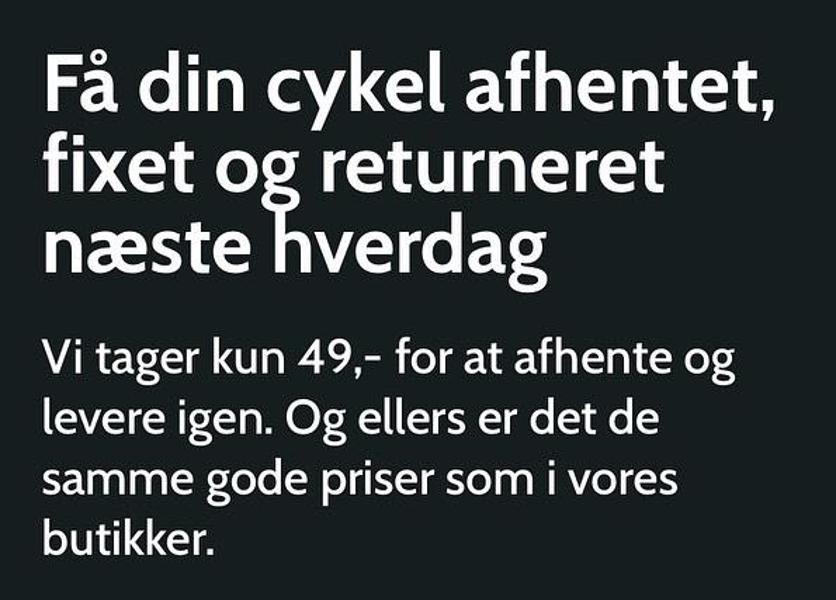 Få din cykel afhentet,
fixet og returneret
næste hverdag
Vi tager kun 49,- for at afhente og
levere igen. Og ellers er det de
samme gode priser som i vores
butikker.